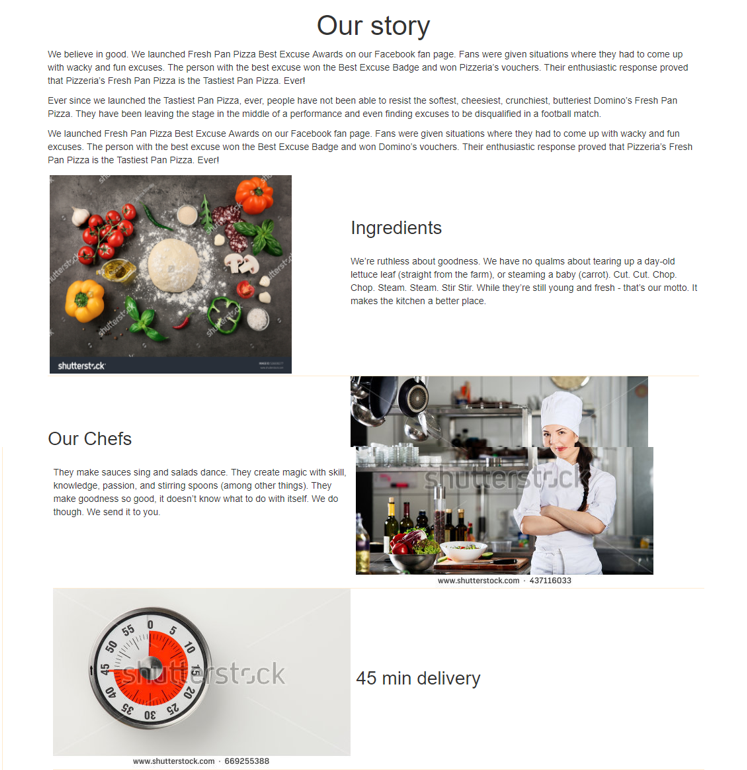 Our story
We believe in good. We launched Fresh Pan Pizza Best Excuse Awards on our Facebook fan page. Fans were given situations where they had to come up
with wacky and fun excuses. The person with the best excuse won the Best Excuse Badge and won Pizzeria's vouchers. Their enthusiastic response proved
that Pizzeria's Fresh Pan Pizza is the Tastiest Pan Pizza. Ever!
Ever since we launched the Tastiest Pan Pizza, ever, people have not been able to resist the softest, cheesiest, crunchiest, butteriest Domino's Fresh Pan
Pizza. They have been leaving the stage in the middle of a performance and even finding excuses to be disqualified in a football match.
We launched Fresh Pan Pizza Best Excuse Awards on our Facebook fan page. Fans were given situations where they had to come up with wacky and fun
excuses. The person with the best excuse won the Best Excuse Badge and won Domino's vouchers. Their enthusiastic response proved that Pizzeria's Fresh
Pan Pizza is the Tastiest Pan Pizza. Ever!
shutterstock
Ingredients
We're ruthless about goodness. We have no qualms about tearing up a day-old
lettuce leaf (straight from the farm), or steaming a baby (carrot). Cut. Cut. Chop.
Chop. Steam. Steam. Stir Stir. While they're still young and fresh - that's our motto. It
makes the kitchen a better place.
Our Chefs
They make sauces sing and salads dance. They create magic with skill,
knowledge, passion, and stirring spoons (among other things). They
make goodness so good, it doesn't know what to do with itself. We do
though. We send it to you.
shutterstock
www.shutterstock.com · 437116033
0
5
10
15
20
25
30
35
40
45
50
55
shutterstock
www.shutterstock.com · 669255388
45 min delivery